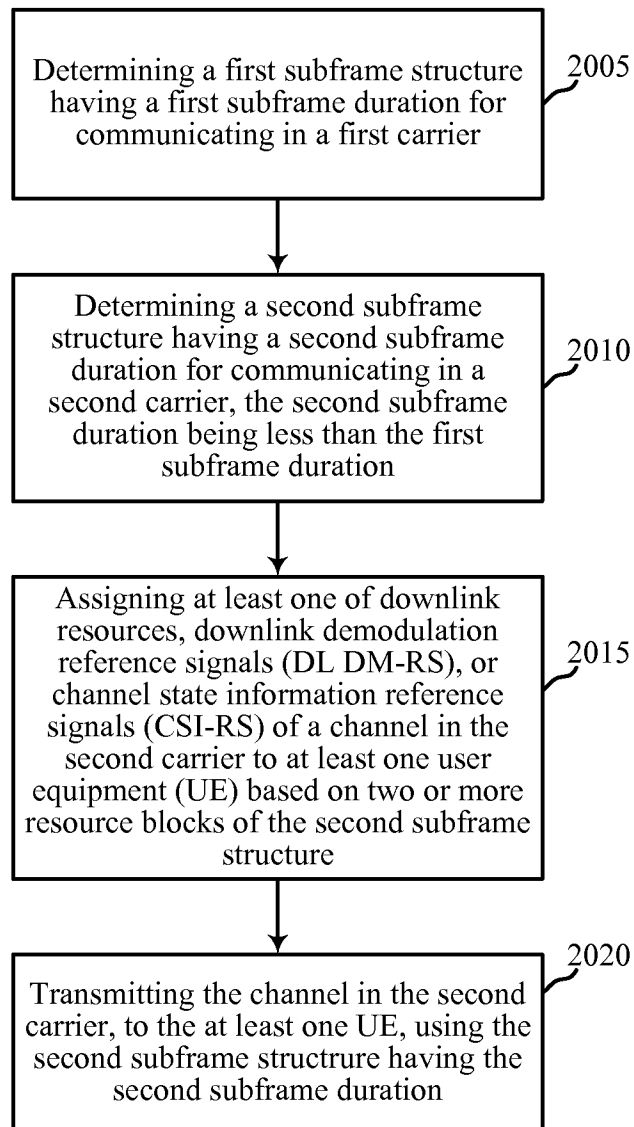 Determining a first subframe structure
having a first subframe duration for
communicating in a first carrier
2005
Determining a second subframe
structure having a second subframe
duration for communicating in a
second carrier, the second subframe
duration being less than the first
subframe duration
2010
Assigning at least one of downlink
resources, downlink demodulation
reference signals (DL DM-RS), or
channel state information reference
signals (CSI-RS) of a channel in the
second carrier to at least one user
equipment (UE) based on two or more
resource blocks of the second subframe
structure
2015
Transmitting the channel in the second
carrier, to the at least one UE, using the
second subframe structrure having the
second subframe duration
2020